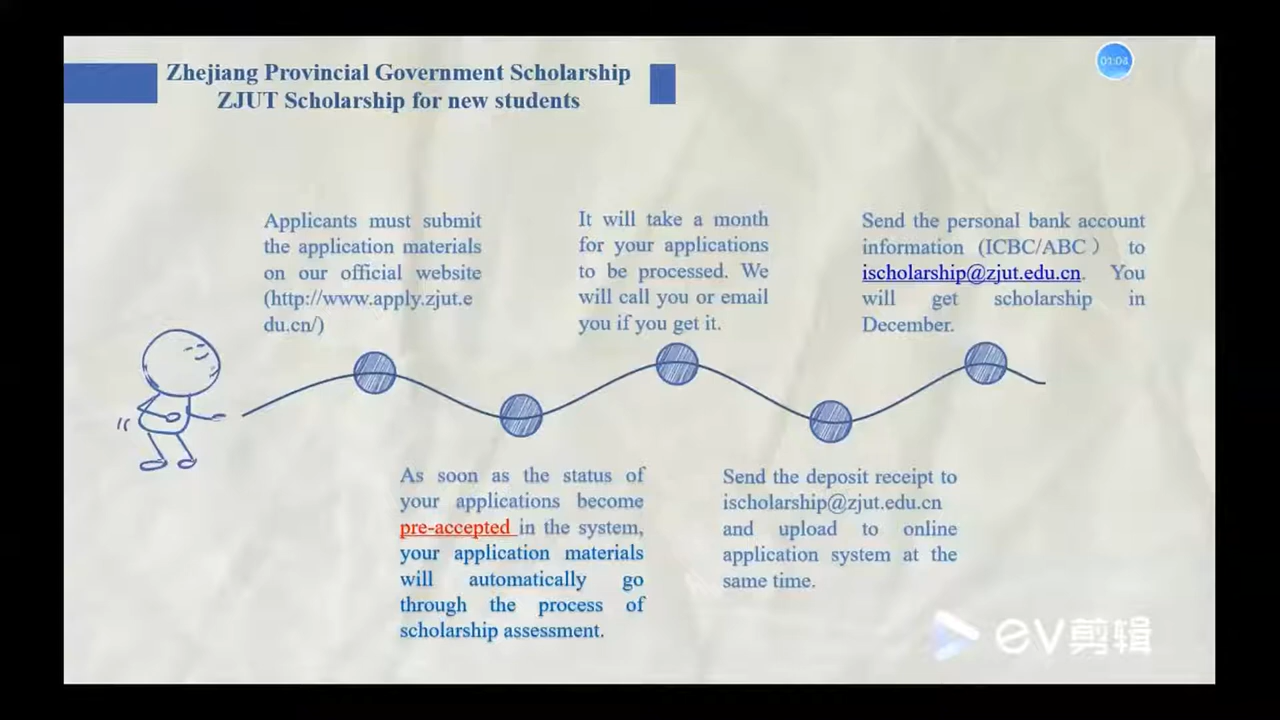 Zhejiang Provincial Government Scholarship
ZJUT Scholarship for new students
01:04
Applicants must submit
the application materials
on our official website
(http://www.apply.zjut.e
du.cn/)
As soon as the status of
your applications become
pre-accepted in the system,
your application materials
will automatically go
through the process of
scholarship assessment.
It will take a month
for your applications
to be processed. We
will call you or email
you if you get it.
Send the deposit receipt to
ischolarship@zjut.edu.cn
and upload to online
application system at the
same time.
Send the personal bank account
information (ICBC/ABC） to
ischolarship@zjut.edu.cn. You
will get scholarship in
December.
eV剪辑